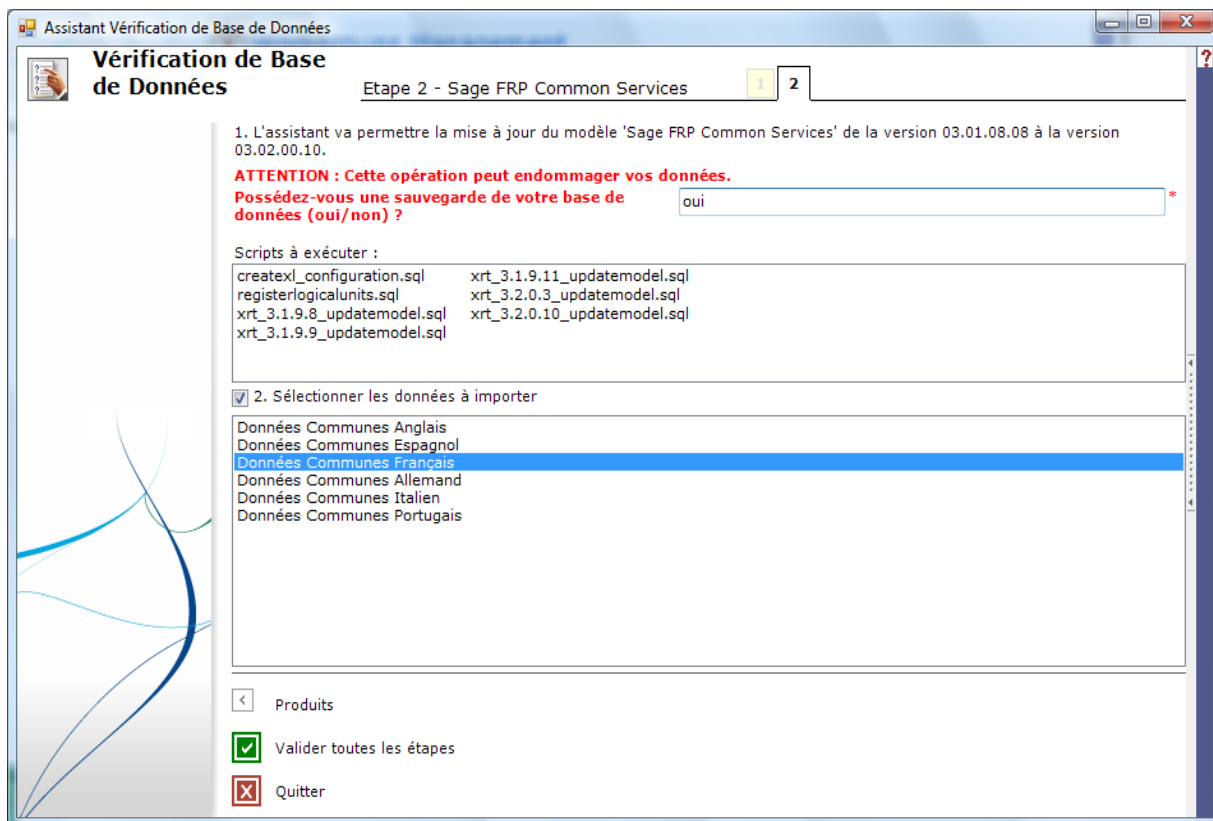 Assistant Vérification de Base de Données
Vérification de Base
de Données
Etape 2 - Sage FRP Common Services
1
2
?
1. L'assistant va permettre la mise à jour du modèle 'Sage FRP Common Services' de la version 03.01.08.08 à la version
03.02.00.10.
ATTENTION : Cette opération peut endommager vos données.
Possédez-vous une sauvegarde de votre base de
données (oui/non) ?
oui
*
Scripts à exécuter :
createxl_configuration.sql
registerlogicalunits.sql
xrt_3.1.9.8_updatemodel.sql
xrt_3.1.9.9_updatemodel.sql
xrt_3.1.9.11_updatemodel.sql
xrt_3.2.0.3_updatemodel.sql
xrt_3.2.0.10_updatemodel.sql
2. Sélectionner les données à importer
Données Communes Anglais
Données Communes Espagnol
Données Communes Français
Données Communes Allemand
Données Communes Italien
Données Communes Portugais
< Produits
Valider toutes les étapes
X Quitter